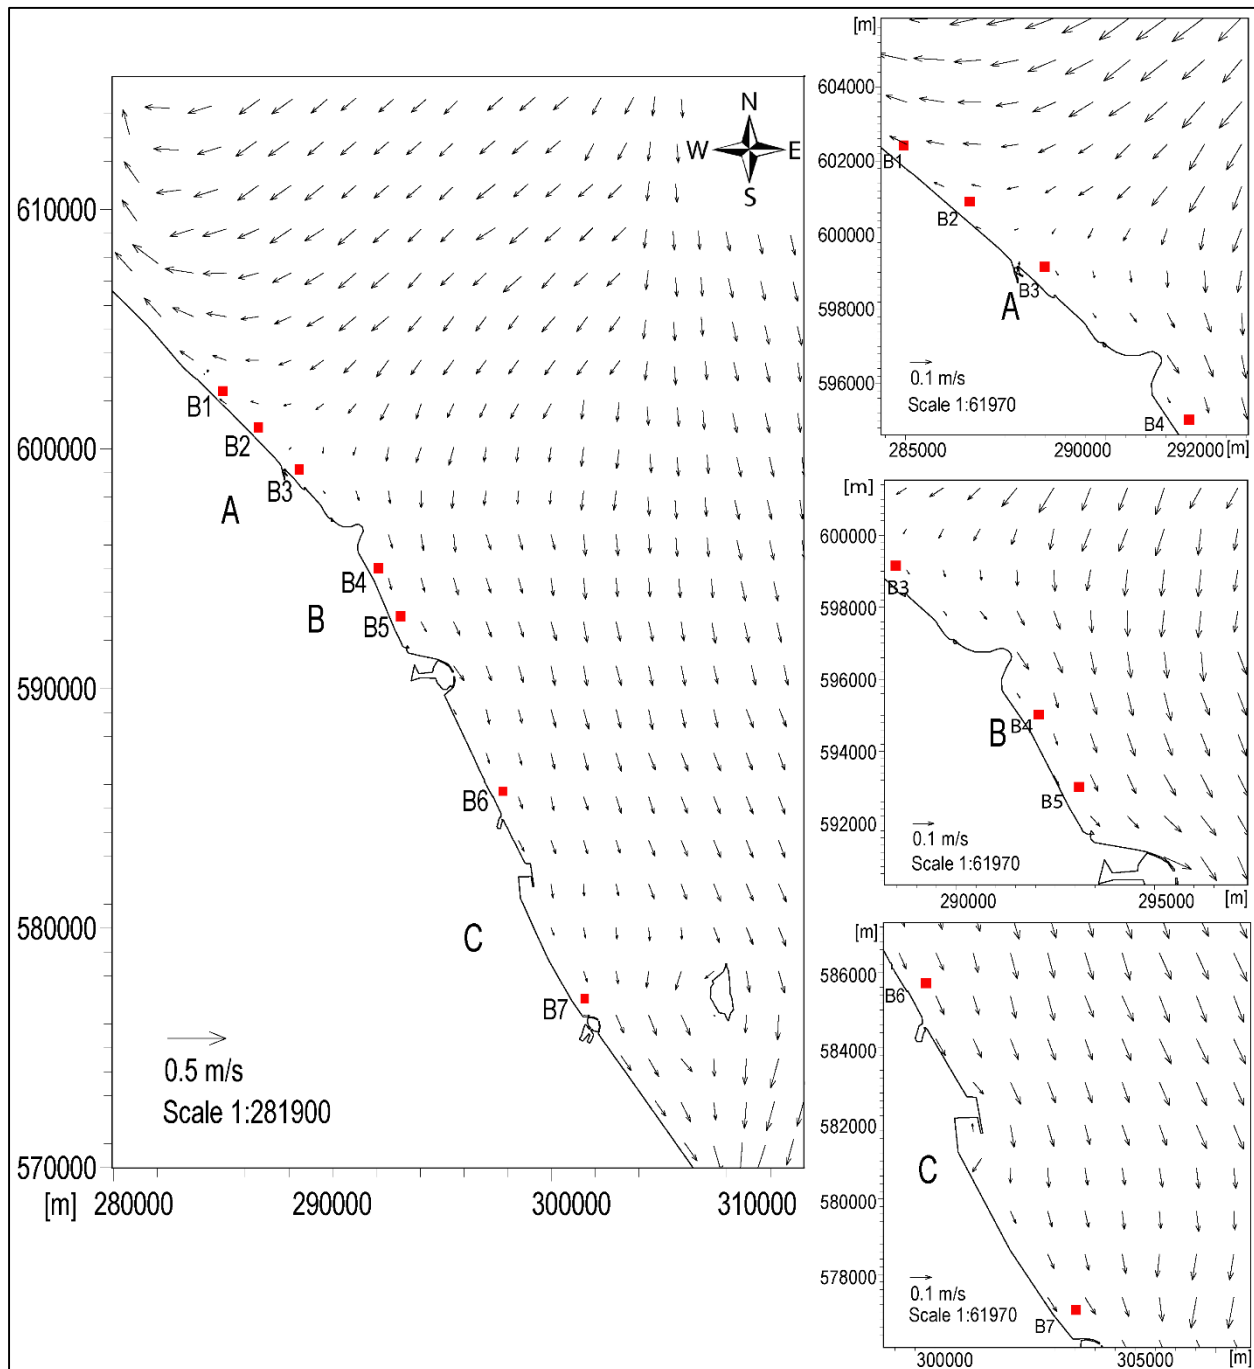 N
W E
S
610000
600000
590000
580000
570000
[m]
280000
290000
300000
310000
B1
B2
B3
A
B4
B
B5
B6
C
B7
0.5 m/s
Scale 1:281900
[m]
604000
602000
600000
598000
596000
B1
B2
B3
A
B4
0.1 m/s
Scale 1:61970
285000
290000
292000
[m]
[m]
600000
598000
596000
594000
592000
B3
B4
B
B5
0.1 m/s
Scale 1:61970
290000
295000
[m]
[m]
586000
584000
582000
580000
578000
B6
C
B7
0.1 m/s
Scale 1:61970
300000
305000
[m]